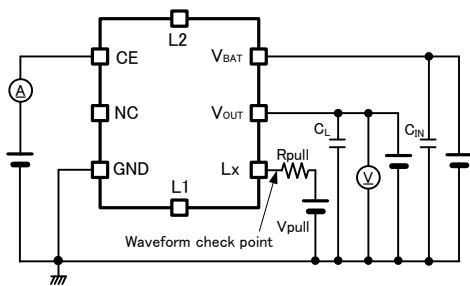 L2
CE
VBAT
A
NC
VOUT
CL
CIN
Rpull
GND
Lx
V
L1
Vpull
Waveform check point